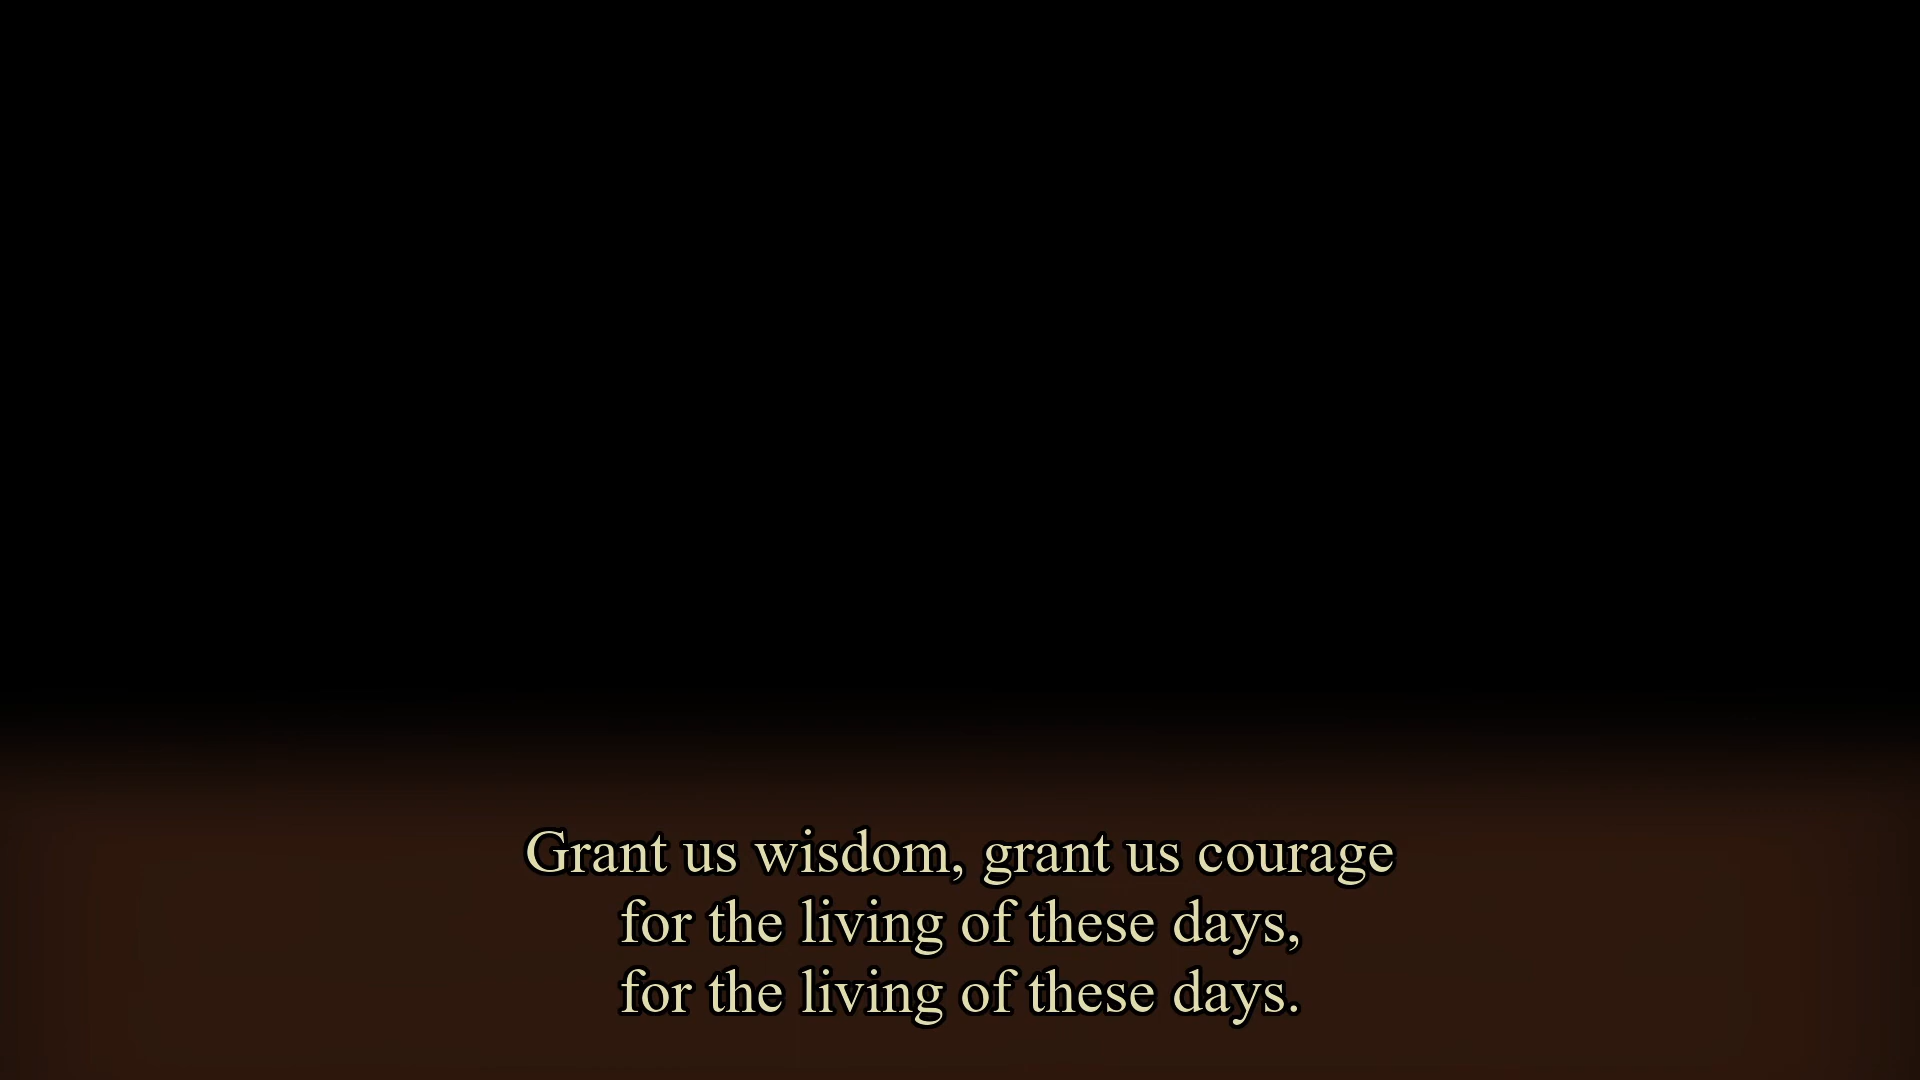 Grant us wisdom, grant us courage
for the living of these days,
for the living of these days.